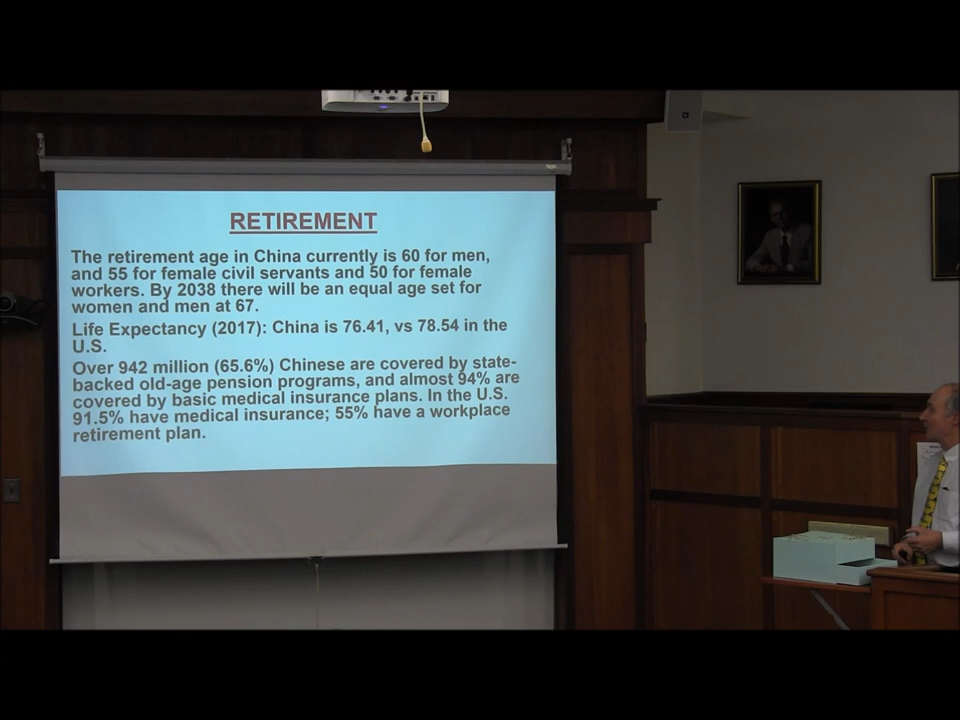 RETIREMENT
The retirement age in China currently is 60 for men,
and 55 for female civil servants and 50 for female
workers. By 2038 there will be an equal age set for
women and men at 67.
Life Expectancy (2017): China is 76.41, vs 78.54 in the
U.S.
Over 942 million (65.6%) Chinese are covered by state-
backed old-age pension programs, and almost 94% are
covered by basic medical insurance plans. In the U.S.
91.5% have medical insurance; 55% have a workplace
retirement plan.